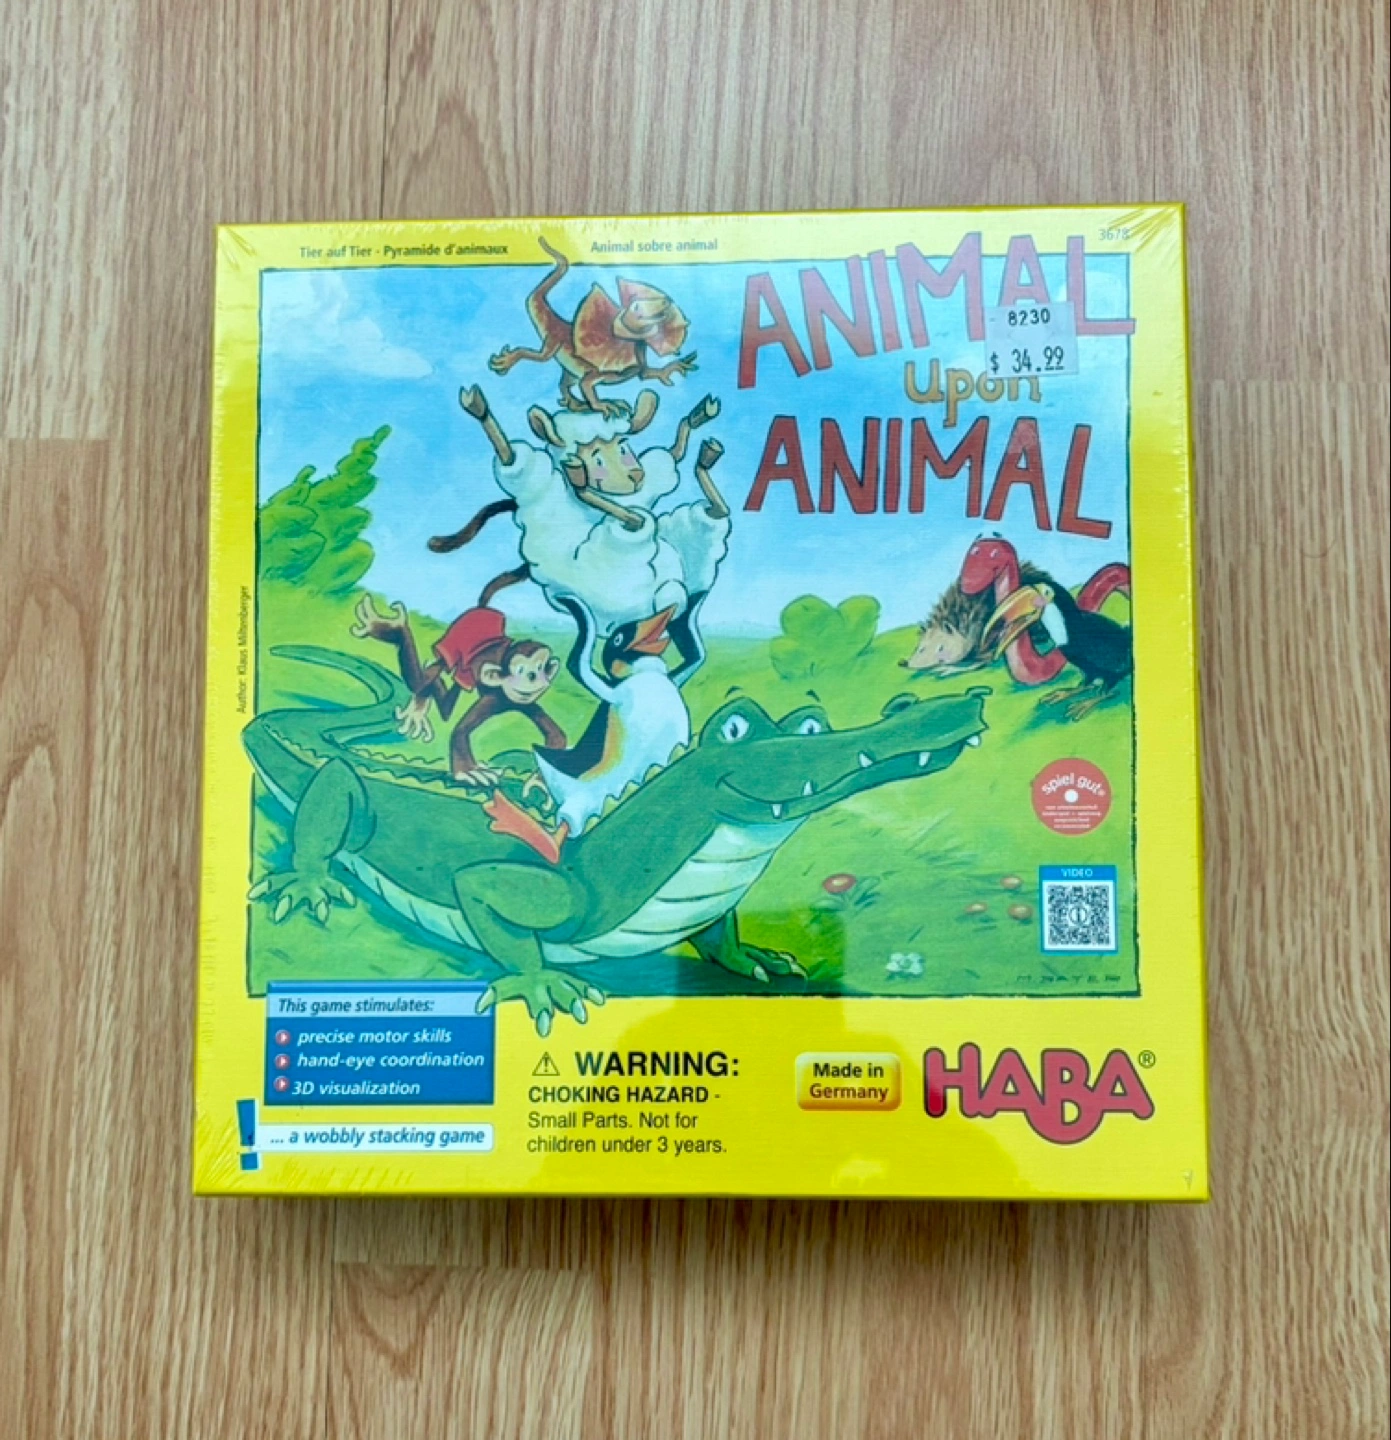 Tier auf Tier - Pyramide d'animaux
Animal sobre animal
3678
ANIMAL
8230
$ 34.99
upon
ANIMAL
Author: Klaus Miltenberger
spiel gut®
VIDEO
This game stimulates:
precise motor skills
hand-eye coordination
3D visualization
! ... a wobbly stacking game
⚠ WARNING:
CHOKING HAZARD -
Small Parts. Not for
children under 3 years.
Made in
Germany
HABA®